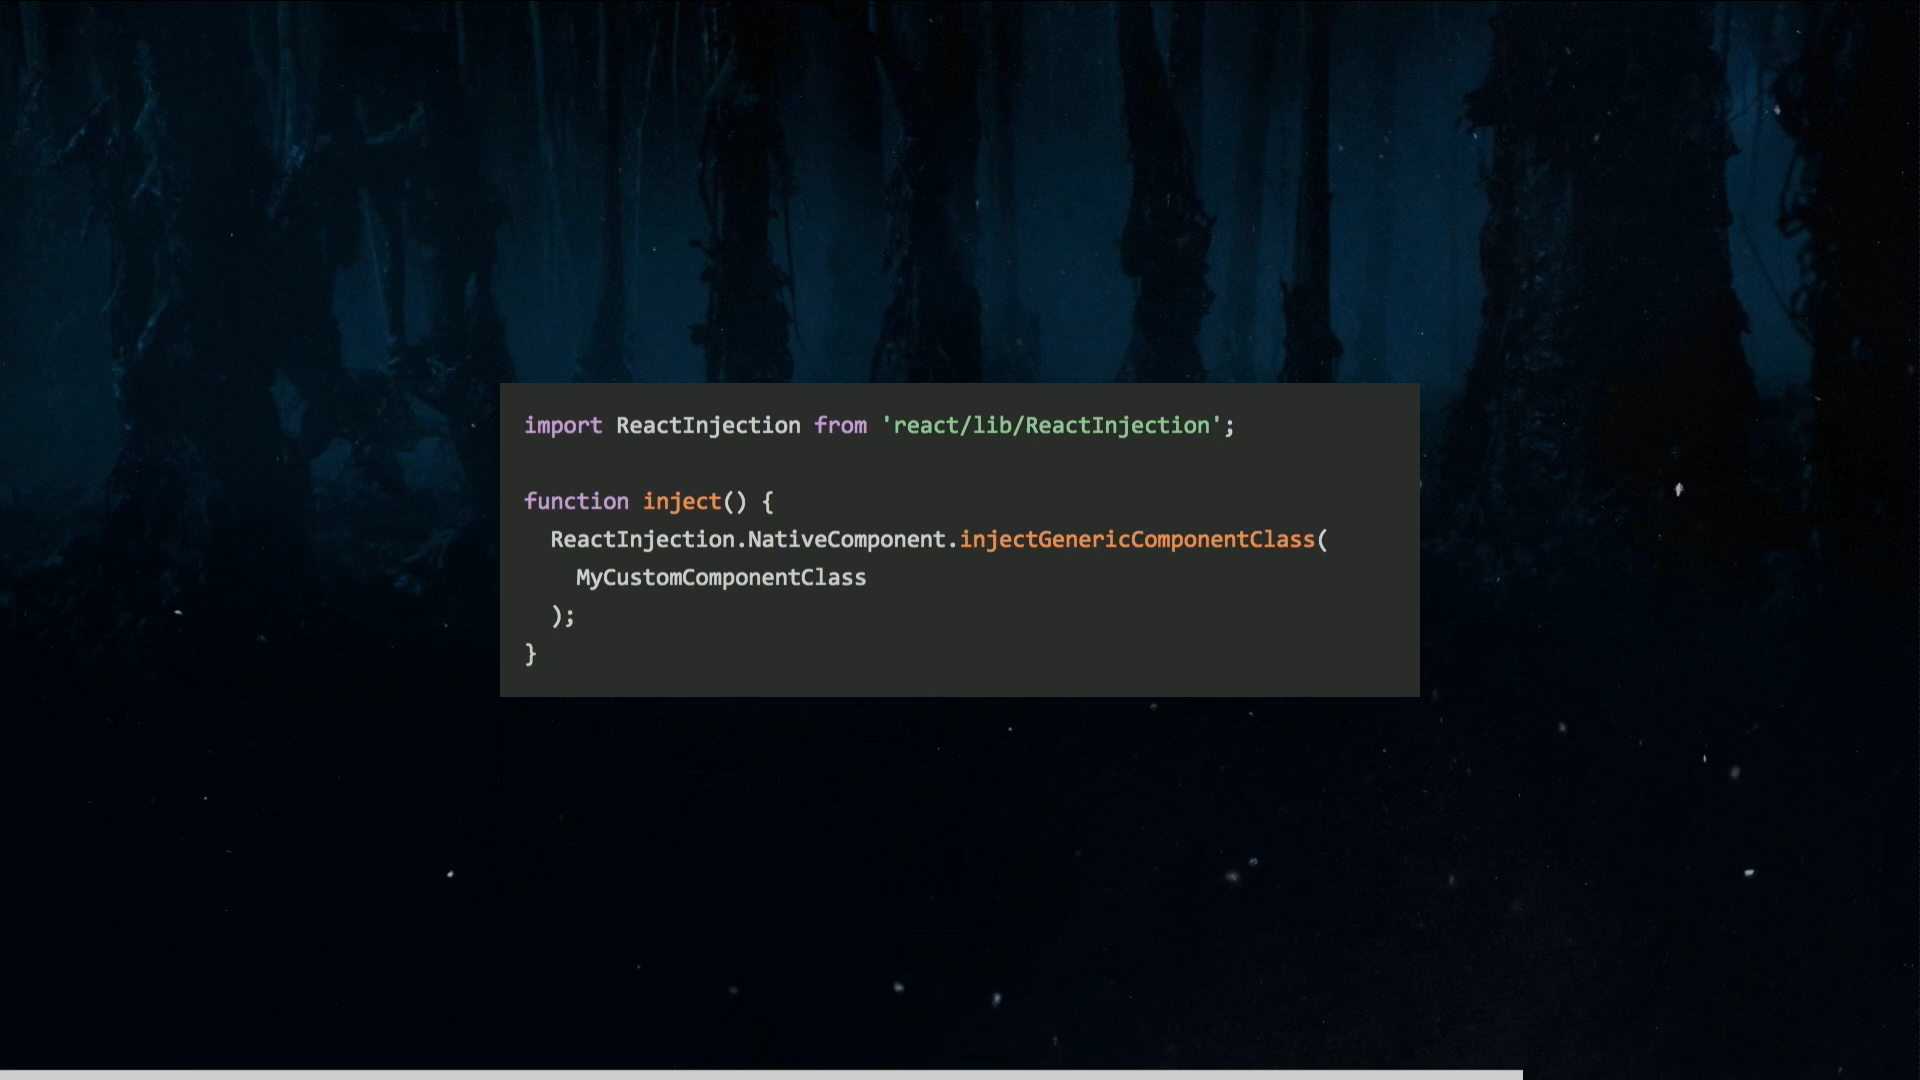 import ReactInjection from 'react/lib/ReactInjection';
function inject() {
ReactInjection.NativeComponent.injectGenericComponentClass(
MyCustomComponentClass
);
}